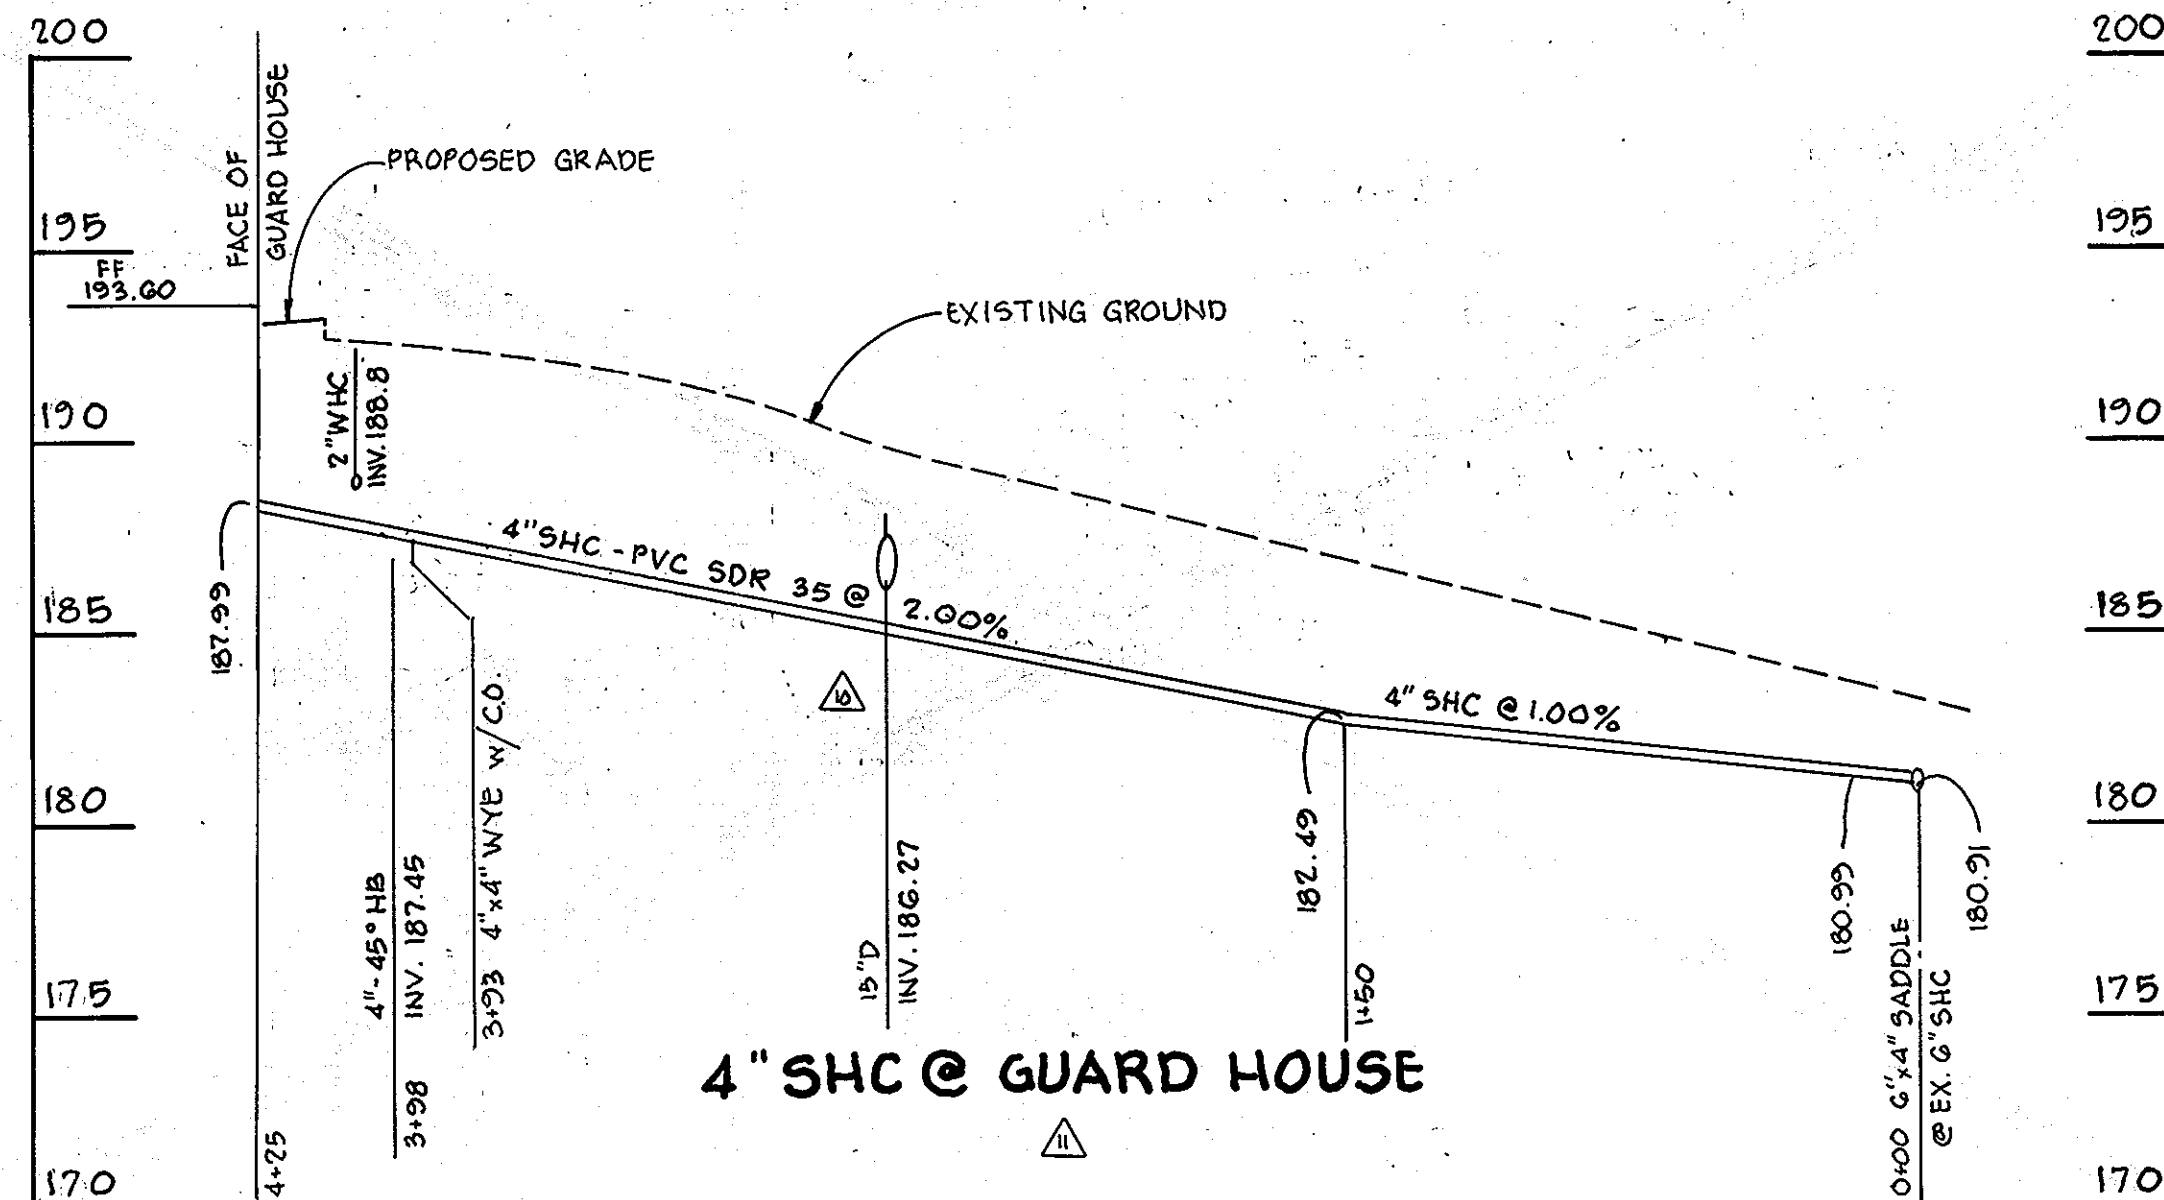 200
200
FACE OF
GUARD HOUSE
PROPOSED GRADE
195
195
FF
193.60
EXISTING GROUND
2"WHC
INV.188.8
190
190
4"SHC - PVC SDR 35 @ 2.00%
187.99
185
185
10
4" SHC @ 1.00%
180
180
4"-45° HB
INV. 187.45
3+98
3+93 4"x4" WYE W/C.O.
15"D
INV. 186.27
182.49
1+50
180.99
180.91
0+00 6"x4" SADDLE
@ EX. 6" SHC
175
175
4" SHC @ GUARD HOUSE
11
4+25
170
170